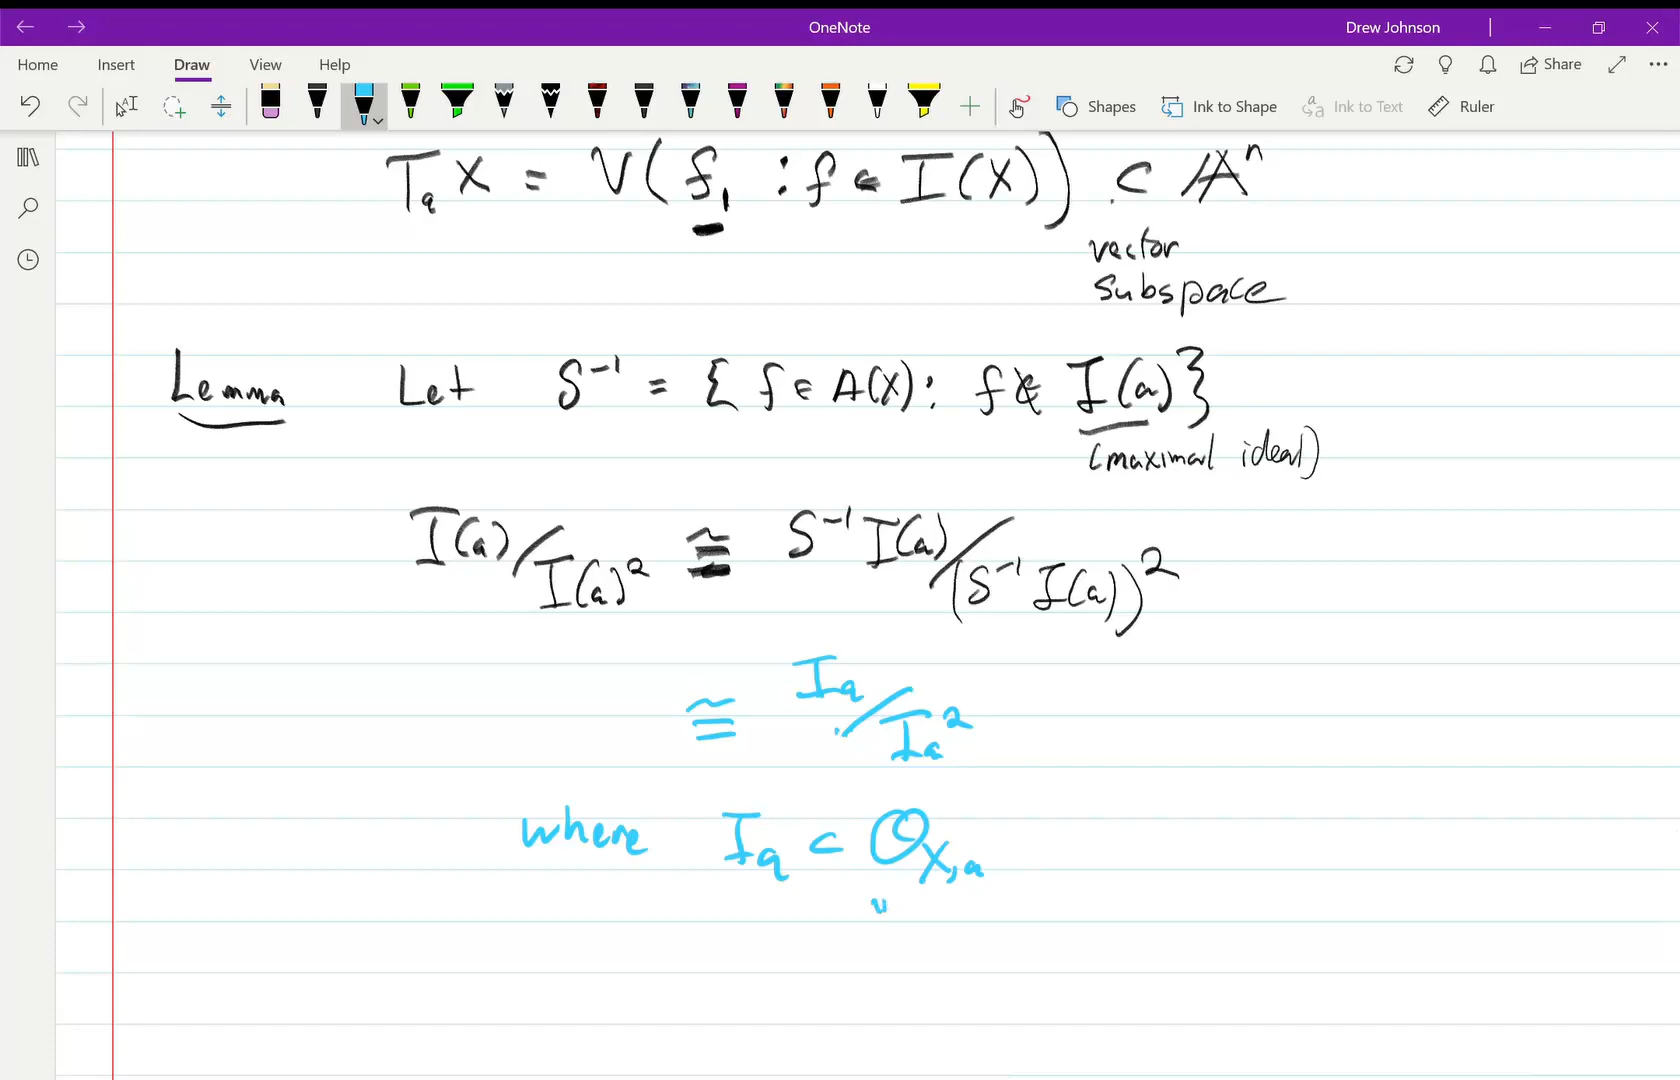 OneNote
Drew Johnson
Home Insert Draw View Help
Share
Shapes Ink to Shape Ink to Text Ruler
T_a X = V(f_1 : f ∈ I(X)) ⊂ A^n
vector
subspace
Lemma Let S^{-1} = { f ∈ A(X) : f ∉ I(a) }
(maximal ideal)
I(a)/I(a)^2 ≅ S^{-1} I(a)/(S^{-1} I(a))^2
≅ I_a/I_a^2
where I_a ⊂ O_{X,a}